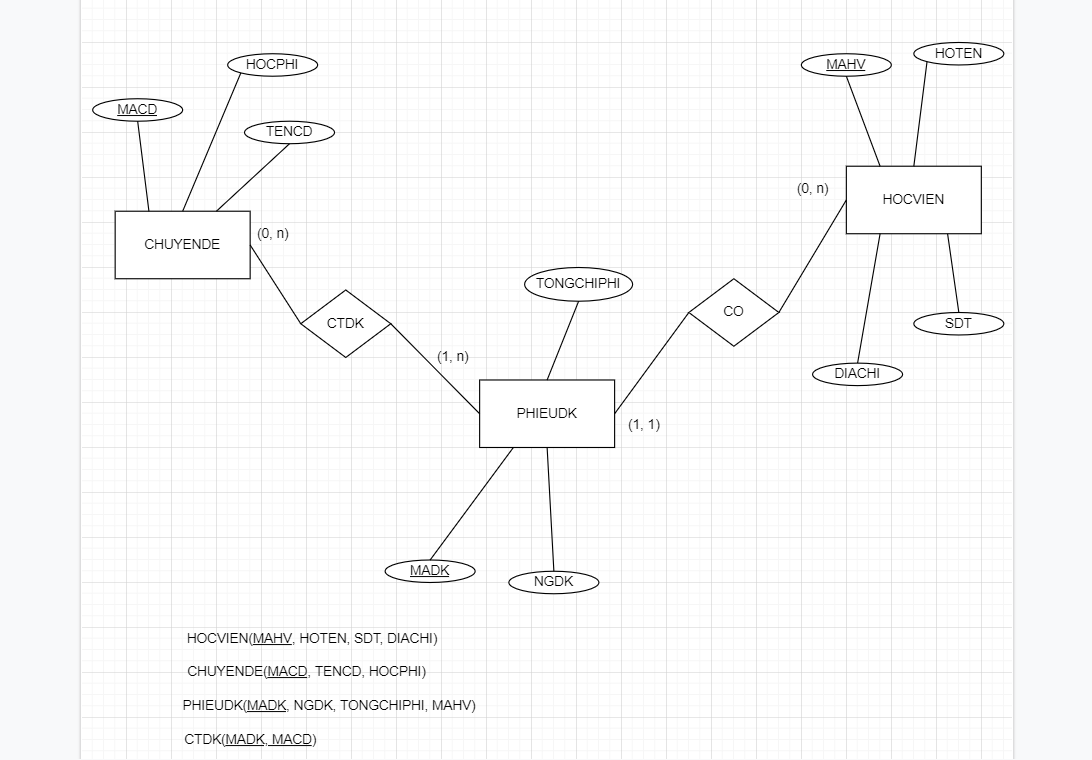 HOCPHI
MACD
TENCD
CHUYENDE
(0, n)
CTDK
(1, n)
TONGCHIPHI
PHIEUDK
(1, 1)
CO
(0, n)
MAHV
HOTEN
HOCVIEN
SDT
DIACHI
MADK
NGDK
HOCVIEN(MAHV, HOTEN, SDT, DIACHI)
CHUYENDE(MACD, TENCD, HOCPHI)
PHIEUDK(MADK, NGDK, TONGCHIPHI, MAHV)
CTDK(MADK, MACD)